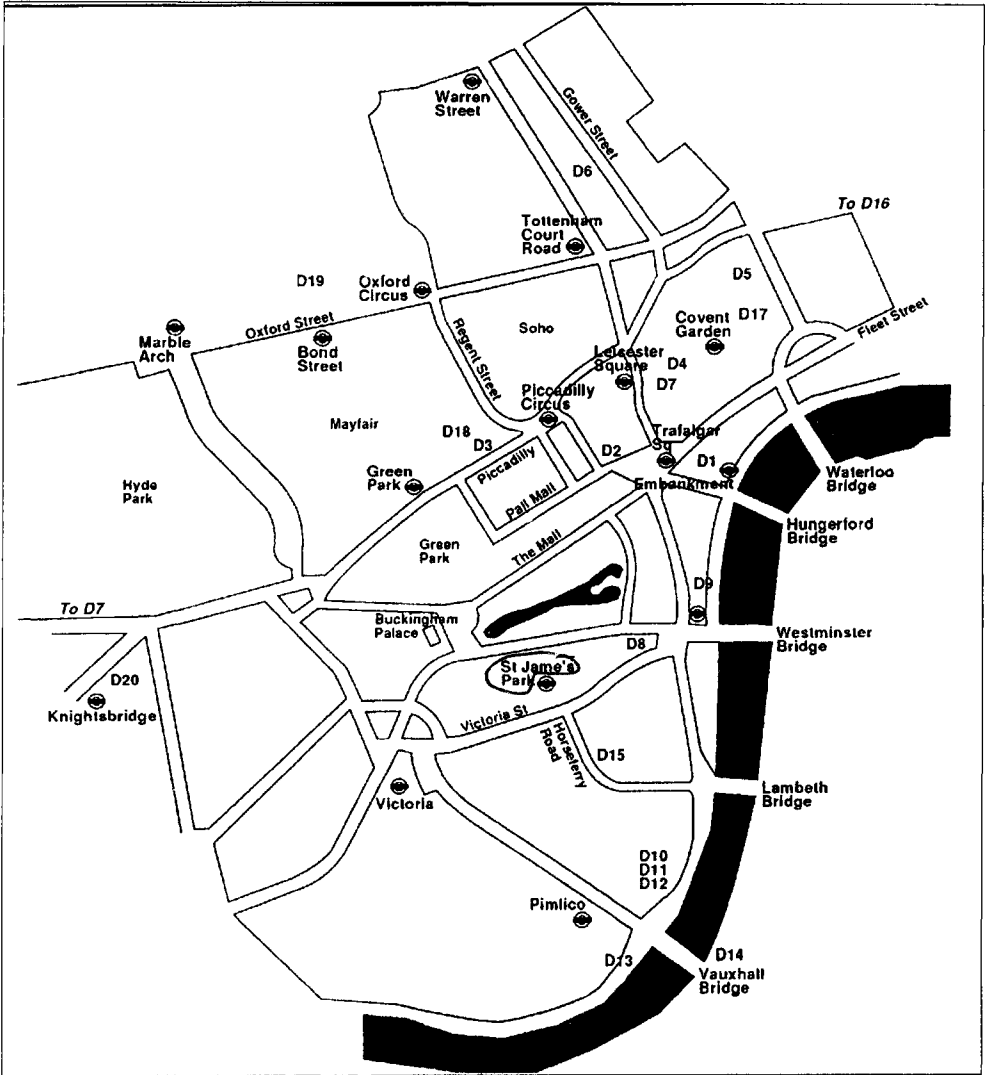 Warren
Street
Gower Street
D6
To D16
Tottenham
Court
Road
D5
D19
Oxford
Circus
D17
Covent
Garden
Fleet Street
Marble
Arch
Oxford Street
Bond
Street
Regent Street
Soho
Leicester
Square
D4
D7
Piccadilly
Circus
Mayfair
D18
D3
Trafalgar
Sq
D2
D1
Piccadilly
Green
Park
Embankment
Waterloo
Bridge
Hyde
Park
Pall Mall
Hungerford
Bridge
Green
Park
The Mall
D9
To D7
Buckingham
Palace
Westminster
Bridge
D8
St Jame's
Park
D20
Knightsbridge
Victoria St
Horseferry
Road
D15
Victoria
Lambeth
Bridge
D10
D11
D12
Pimlico
D13
D14
Vauxhall
Bridge